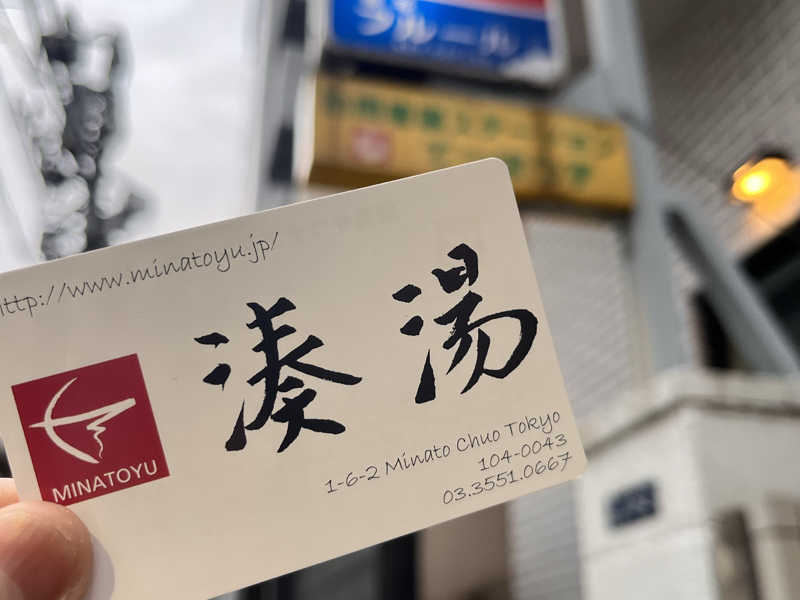 http://www.minatoyu.jp/
湊湯
MINATOYU
1-6-2 Minato Chuo Tokyo
104-0043
03.3551.0667